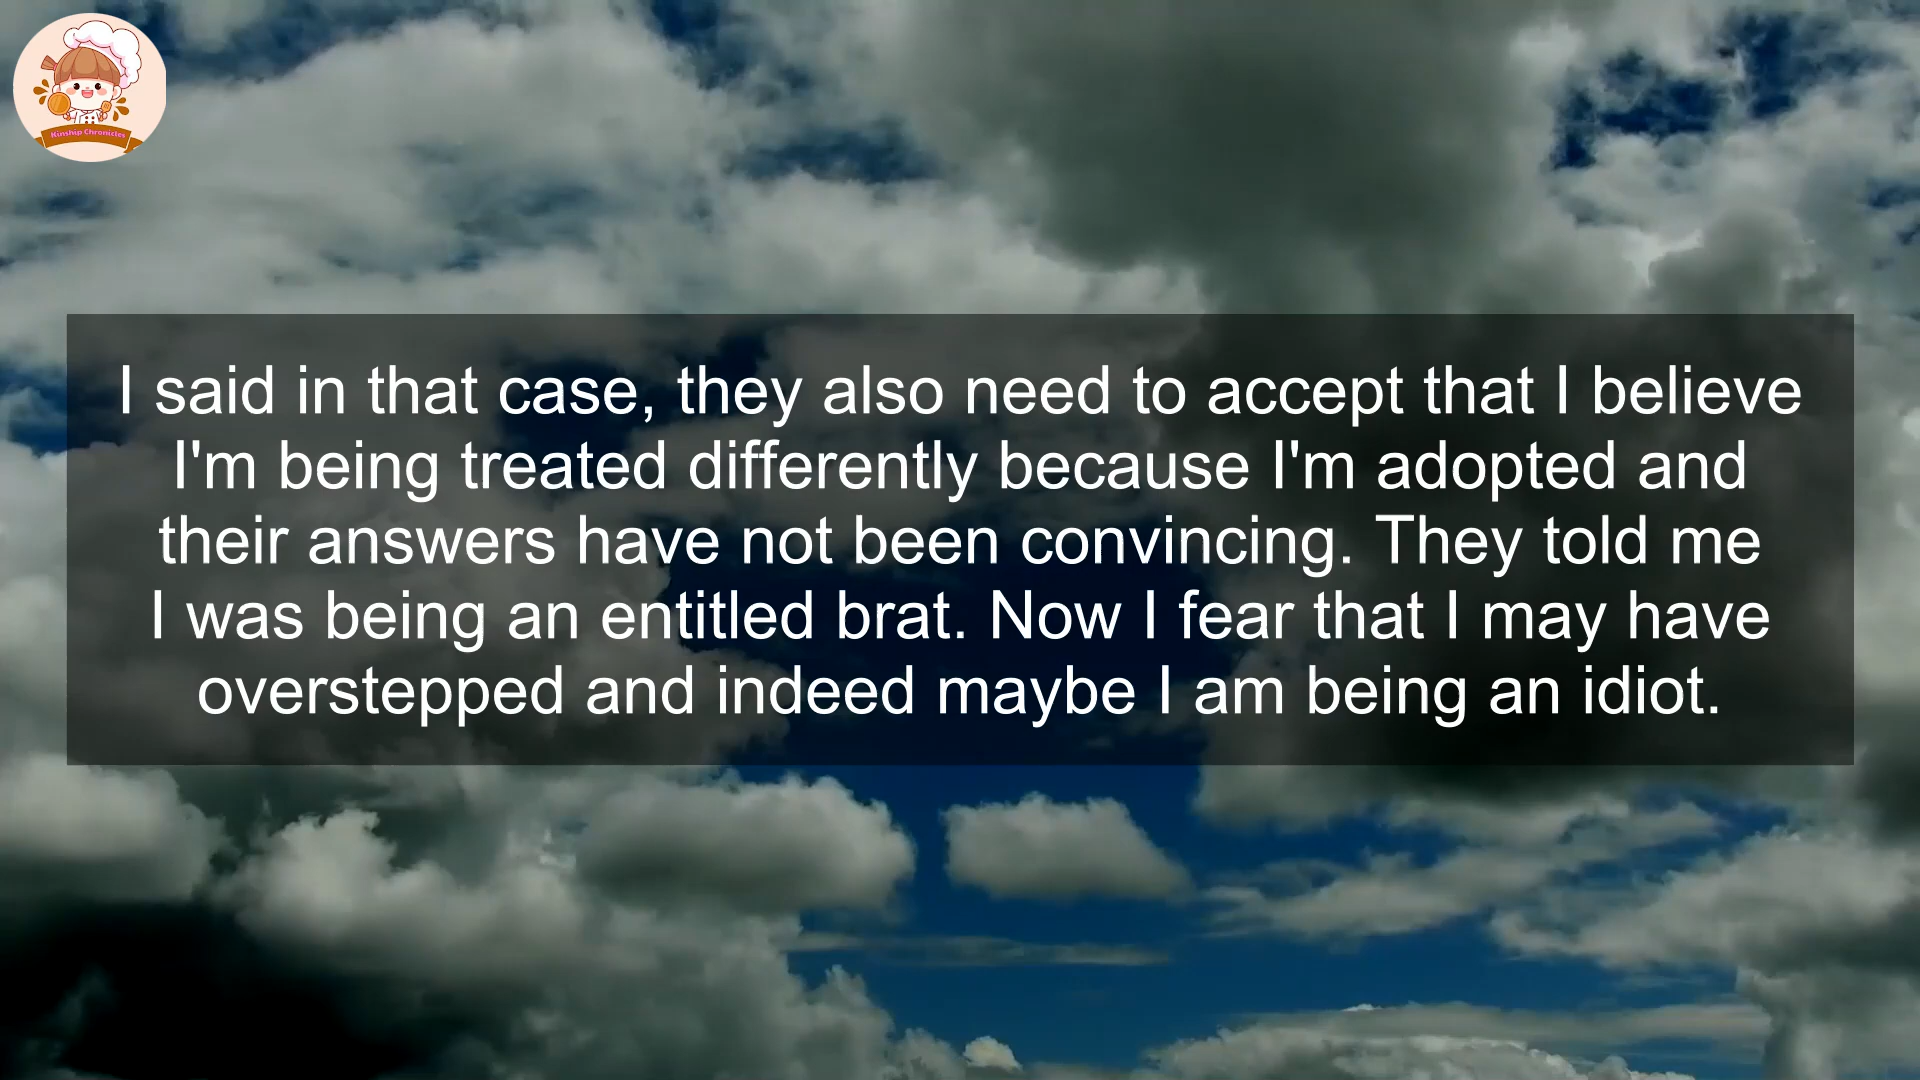 Kinship Chronicles
I said in that case, they also need to accept that I believe
I'm being treated differently because I'm adopted and
their answers have not been convincing. They told me
I was being an entitled brat. Now I fear that I may have
overstepped and indeed maybe I am being an idiot.